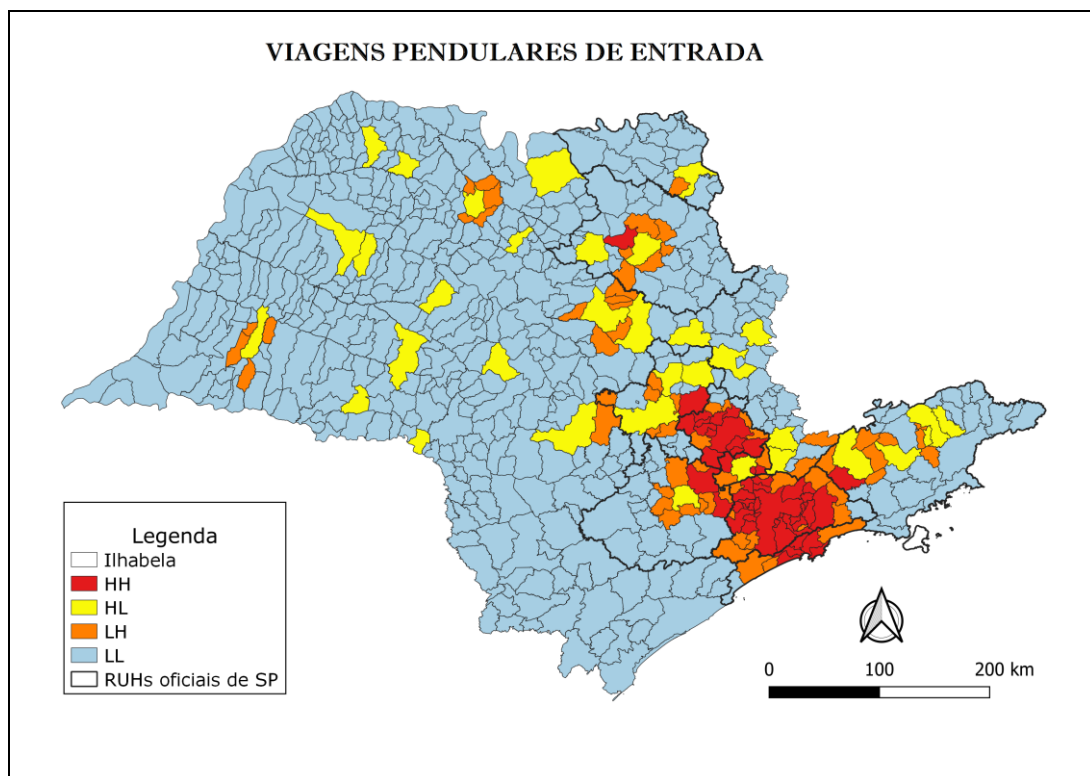 VIAGENS PENDULARES DE ENTRADA
Legenda
Ilhabela
HH
HL
LH
LL
RUHs oficiais de SP
0 100 200 km